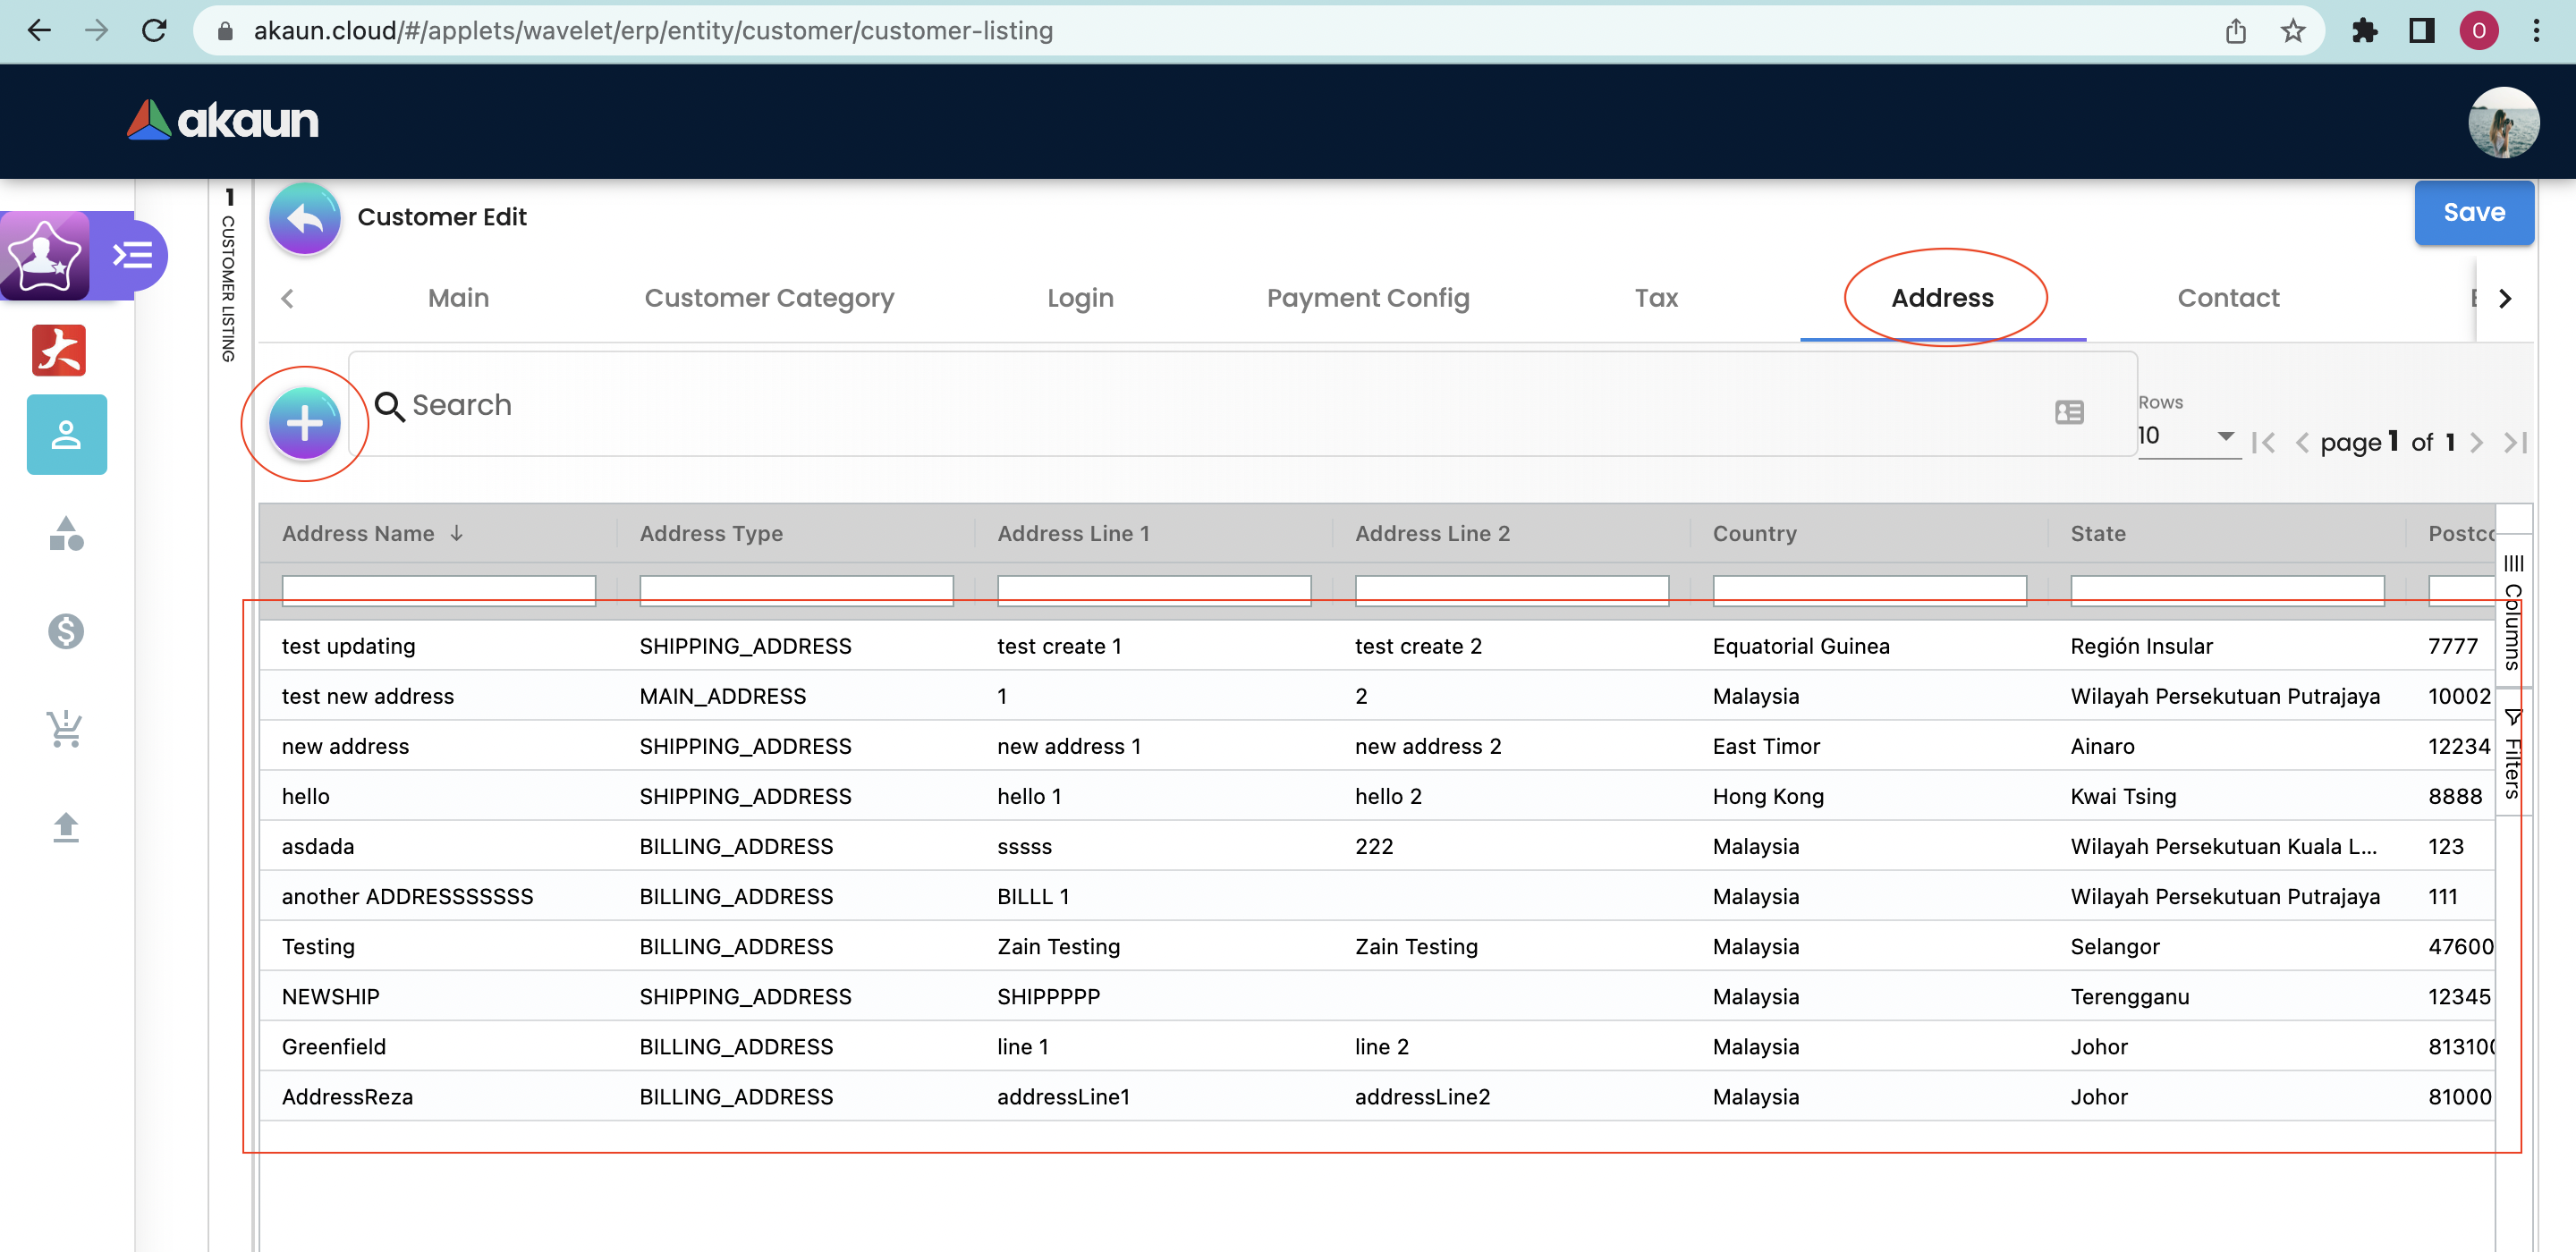 akaun.cloud/#/applets/wavelet/erp/entity/customer/customer-listing
O
akaun
1 CUSTOMER LISTING
Customer Edit
Save
Main Customer Category Login Payment Config Tax Address Contact
Search
Rows
10
page 1 of 1
Address Name Address Type Address Line 1 Address Line 2 Country State
Columns
Filters
test updating SHIPPING_ADDRESS test create 1 test create 2 Equatorial Guinea Región Insular 7777
test new address MAIN_ADDRESS 1 2 Malaysia Wilayah Persekutuan Putrajaya 10002
new address SHIPPING_ADDRESS new address 1 new address 2 East Timor Ainaro 12234
hello SHIPPING_ADDRESS hello 1 hello 2 Hong Kong Kwai Tsing 8888
asdada BILLING_ADDRESS sssss 222 Malaysia Wilayah Persekutuan Kuala L... 123
another ADDRESSSSSSS BILLING_ADDRESS BILLL 1 Malaysia Wilayah Persekutuan Putrajaya 111
Testing BILLING_ADDRESS Zain Testing Zain Testing Malaysia Selangor 47600
NEWSHIP SHIPPING_ADDRESS SHIPPPPP Malaysia Terengganu 12345
Greenfield BILLING_ADDRESS line 1 line 2 Malaysia Johor 813100
AddressReza BILLING_ADDRESS addressLine1 addressLine2 Malaysia Johor 81000